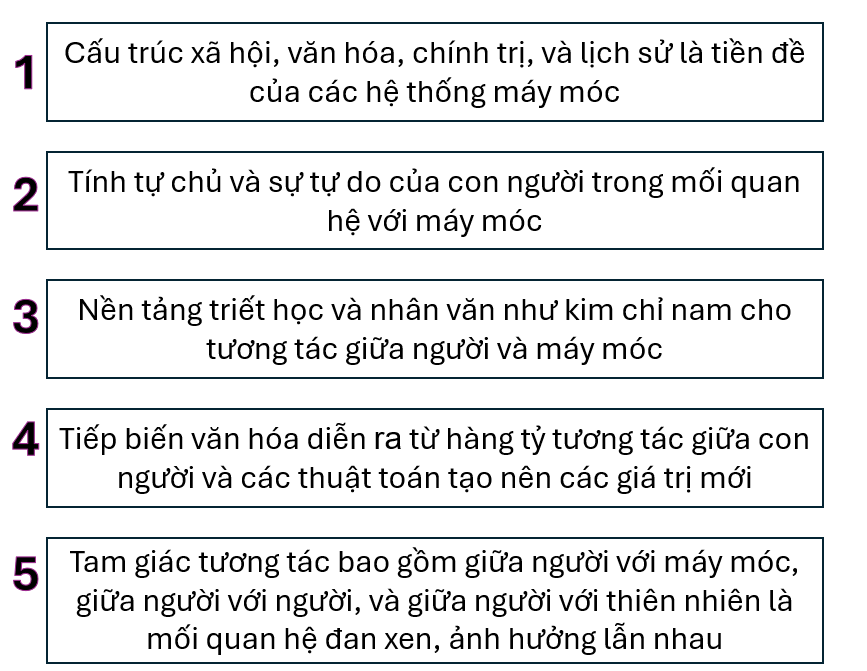 1
Cấu trúc xã hội, văn hóa, chính trị, và lịch sử là tiền đề
của các hệ thống máy móc
2
Tính tự chủ và sự tự do của con người trong mối quan
hệ với máy móc
3
Nền tảng triết học và nhân văn như kim chỉ nam cho
tương tác giữa người và máy móc
4
Tiếp biến văn hóa diễn ra từ hàng tỷ tương tác giữa con
người và các thuật toán tạo nên các giá trị mới
5
Tam giác tương tác bao gồm giữa người với máy móc,
giữa người với người, và giữa người với thiên nhiên là
mối quan hệ đan xen, ảnh hưởng lẫn nhau